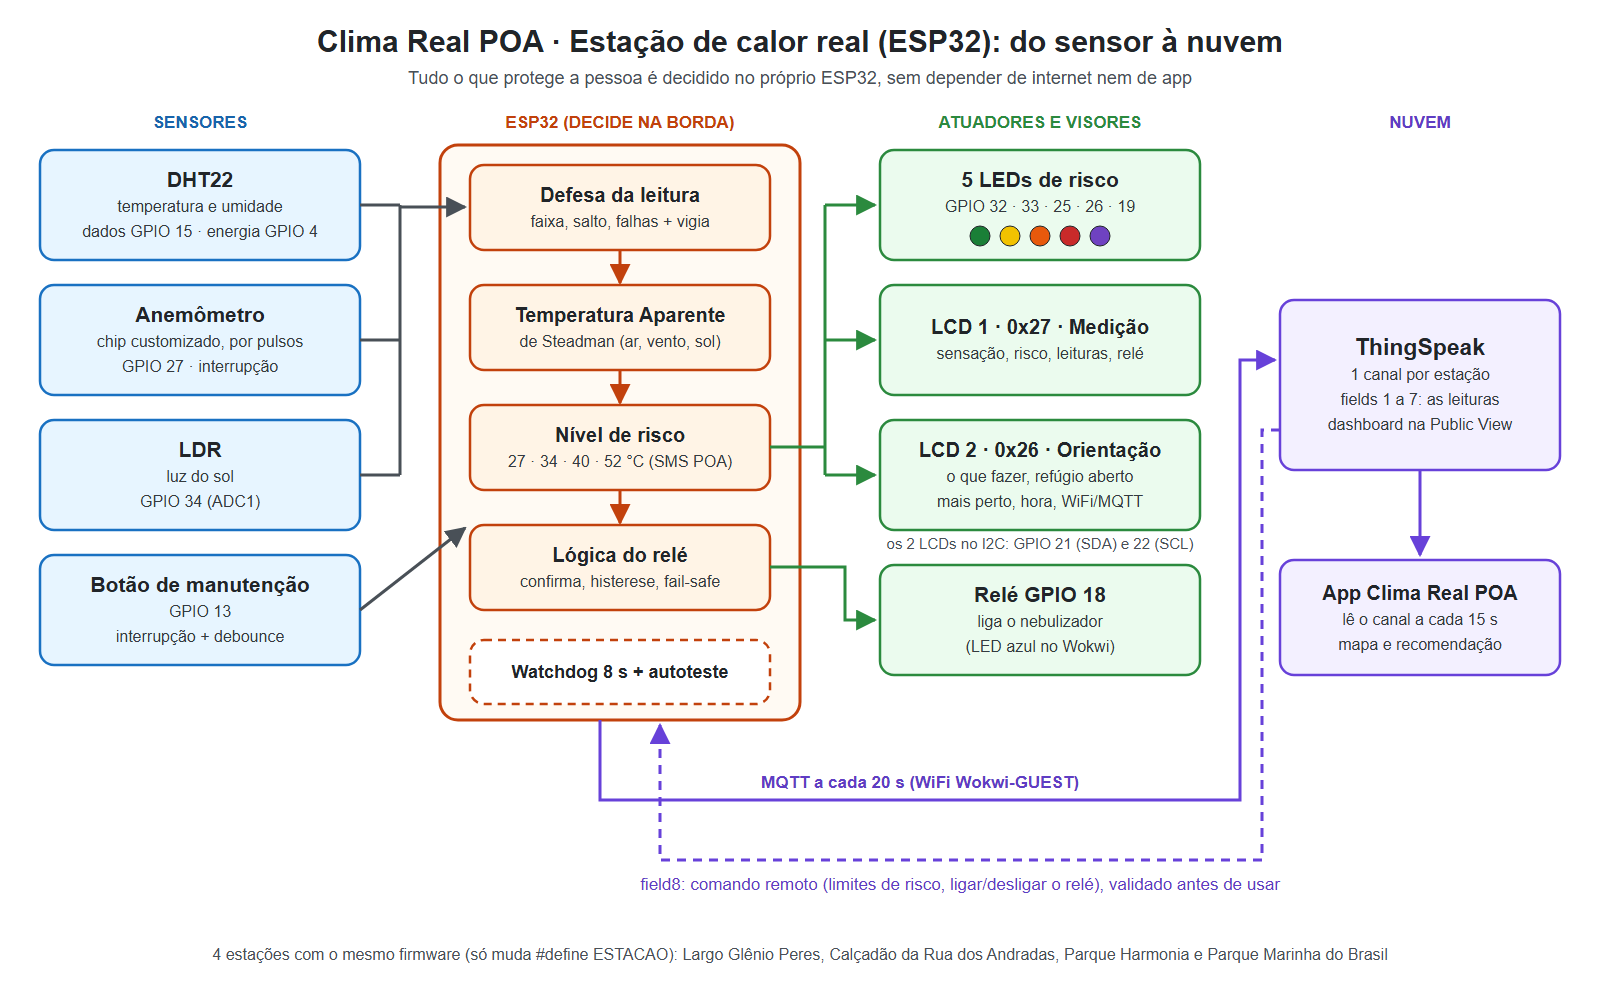 Clima Real POA · Estação de calor real (ESP32): do sensor à nuvem
Tudo o que protege a pessoa é decidido no próprio ESP32, sem depender de internet nem de app
SENSORES
DHT22
temperatura e umidade
dados GPIO 15 · energia GPIO 4
Anemômetro
chip customizado, por pulsos
GPIO 27 · interrupção
LDR
luz do sol
GPIO 34 (ADC1)
Botão de manutenção
GPIO 13
interrupção + debounce
ESP32 (DECIDE NA BORDA)
Defesa da leitura
faixa, salto, falhas + vigia
Temperatura Aparente
de Steadman (ar, vento, sol)
Nível de risco
27 · 34 · 40 · 52 °C (SMS POA)
Lógica do relé
confirma, histerese, fail-safe
Watchdog 8 s + autoteste
ATUADORES E VISORES
5 LEDs de risco
GPIO 32 · 33 · 25 · 26 · 19
LCD 1 · 0x27 · Medição
sensação, risco, leituras, relé
LCD 2 · 0x26 · Orientação
o que fazer, refúgio aberto
mais perto, hora, WiFi/MQTT
os 2 LCDs no I2C: GPIO 21 (SDA) e 22 (SCL)
Relé GPIO 18
liga o nebulizador
(LED azul no Wokwi)
NUVEM
ThingSpeak
1 canal por estação
fields 1 a 7: as leituras
dashboard na Public View
App Clima Real POA
lê o canal a cada 15 s
mapa e recomendação
MQTT a cada 20 s (WiFi Wokwi-GUEST)
field8: comando remoto (limites de risco, ligar/desligar o relé), validado antes de usar
4 estações com o mesmo firmware (só muda #define ESTACAO): Largo Glênio Peres, Calçadão da Rua dos Andradas, Parque Harmonia e Parque Marinha do Brasil